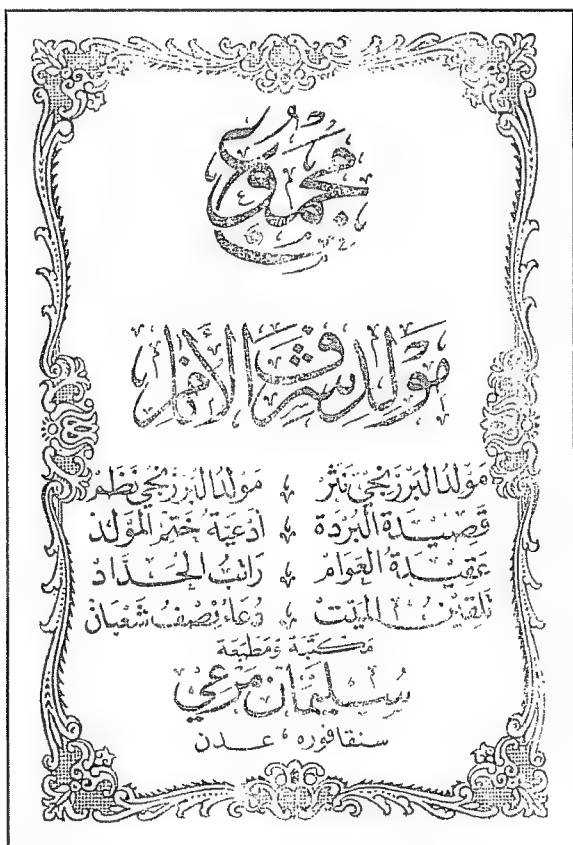 مجموع
مولد شرف الأنام
مولد البرزنجي نثر ، مولد البرزنجي نظم
قصيدة البردة ، أدعية ختم المولد
عقيدة العوام ، راتب الحداد
تلقين الميت ، دعاء نصف شعبان
مكتبة ومطبعة
سليمان مرعي
سنقافوره ، عدن